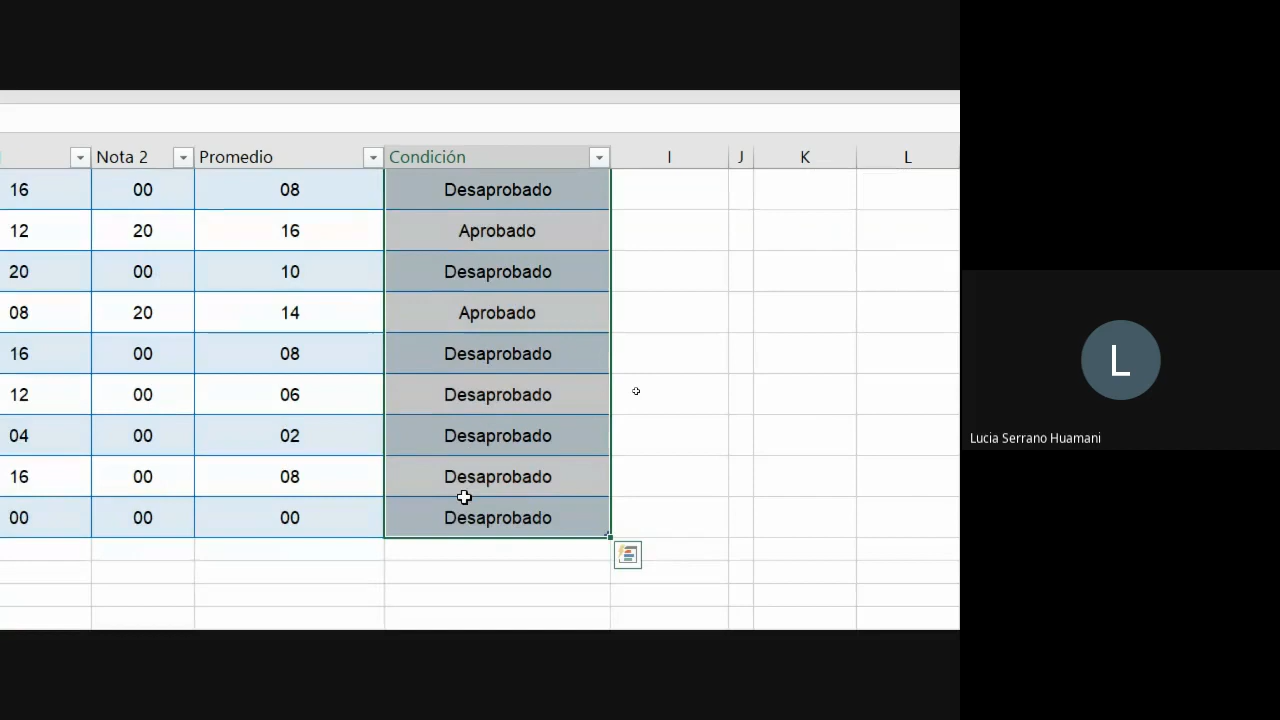 Nota 2 Promedio Condición I J K L
16 00 08 Desaprobado
12 20 16 Aprobado
20 00 10 Desaprobado
08 20 14 Aprobado
16 00 08 Desaprobado
12 00 06 Desaprobado
04 00 02 Desaprobado
16 00 08 Desaprobado
00 00 00 Desaprobado
L
Lucia Serrano Huamani